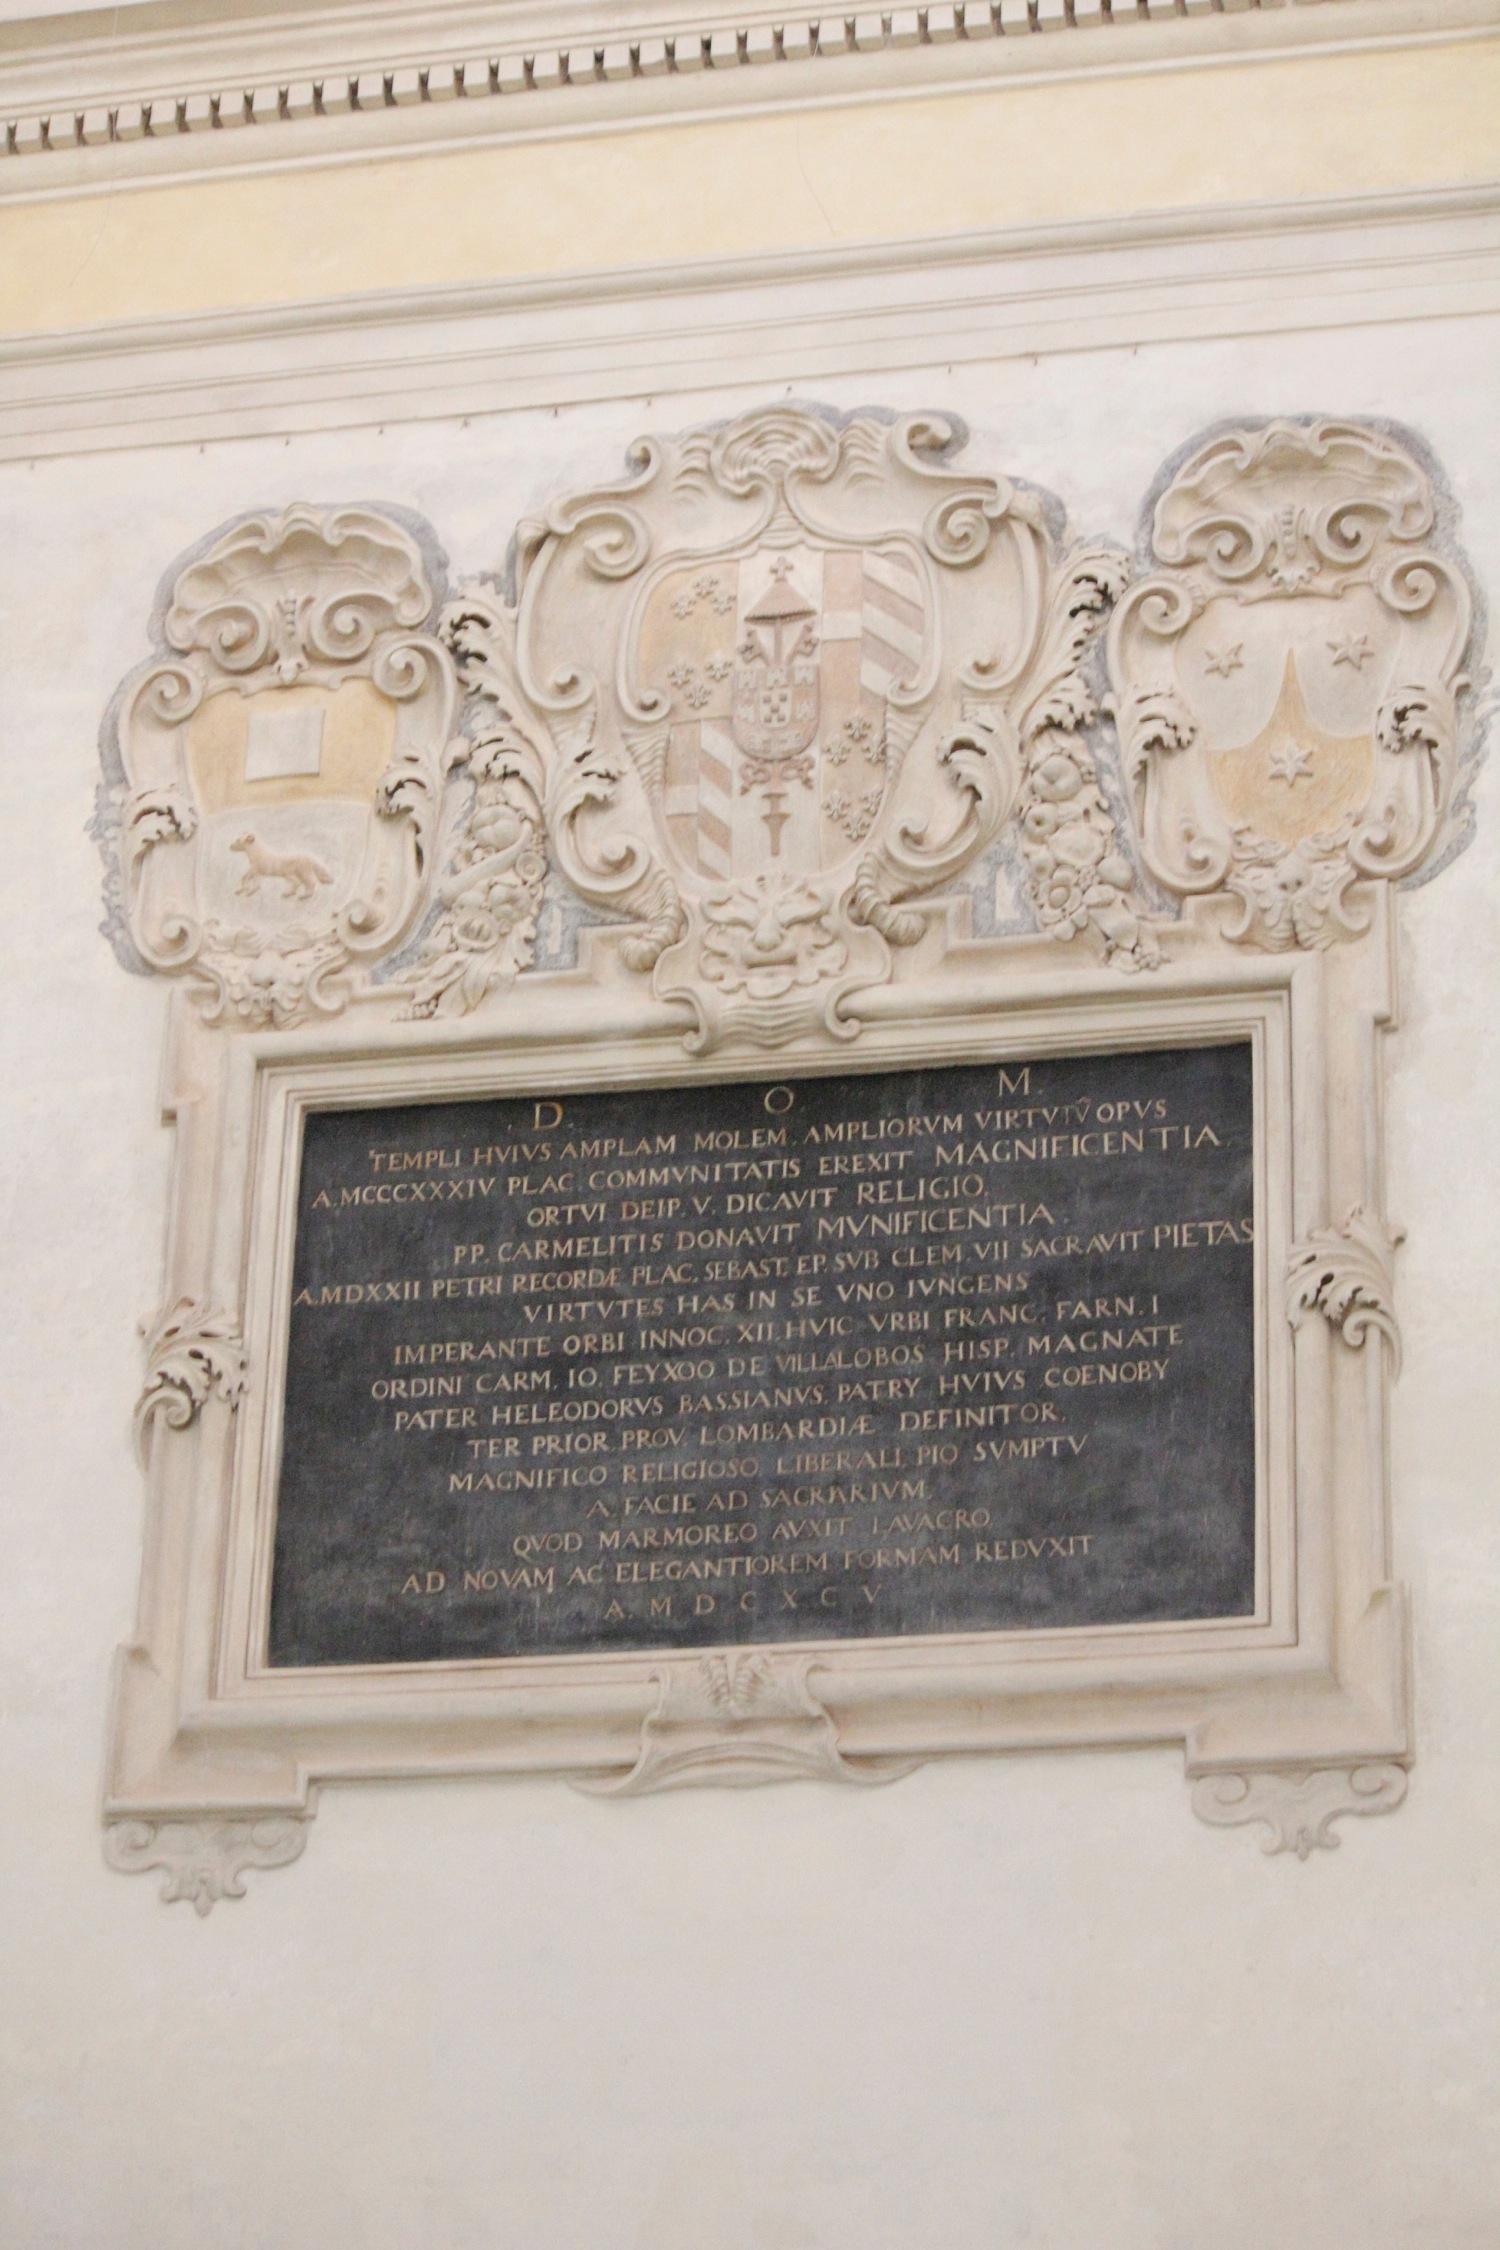 D. O M.
TEMPLI HVIVS AMPLAM MOLEM AMPLIORVM VIRTVTV OPVS
A. MCCCXXXIV PLAC. COMMVNITATIS EREXIT MAGNIFICENTIA.
ORTVI DEIP. V. DICAVIT RELIGIO.
PP. CARMELITIS DONAVIT MVNIFICENTIA.
A. MDXXII PETRI RECORDÆ PLAC. SEBAST. EP. SVB CLEM. VII SACRAVIT PIETAS
VIRTVTES HAS IN SE VNO IVNGENS
IMPERANTE ORBI INNOC. XII. HVIC VRBI FRANC. FARN. I
ORDINI CARM. IO. FEYXOO DE VILLALOBOS HISP. MAGNATE
PATER HELEODORVS BASSIANVS. PATRY HVIVS COENOBY
TER PRIOR. PROV. LOMBARDIÆ DEFINITOR.
MAGNIFICO RELIGIOSO LIBERALI PIO SVMPTV
A FACIE AD SACRARIVM.
QVOD MARMOREO AVXIT LAVACRO.
AD NOVAM AC ELEGANTIOREM FORMAM REDVXIT
A. M D C X C V